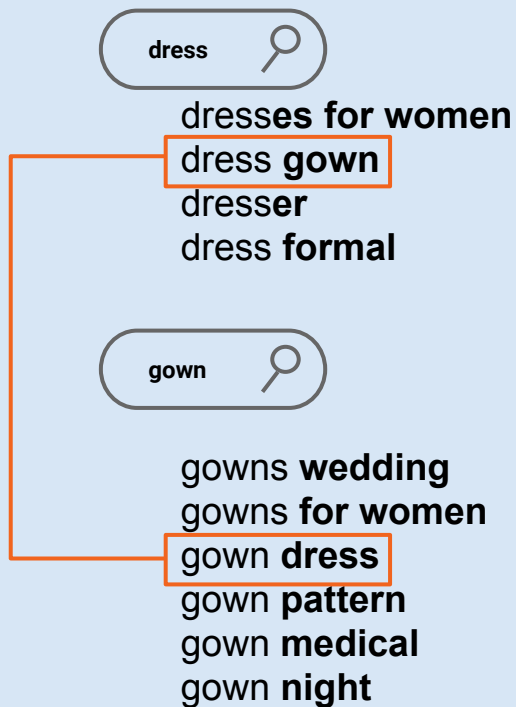 dress
dresses for women
dress gown
dresser
dress formal
gown
gowns wedding
gowns for women
gown dress
gown pattern
gown medical
gown night